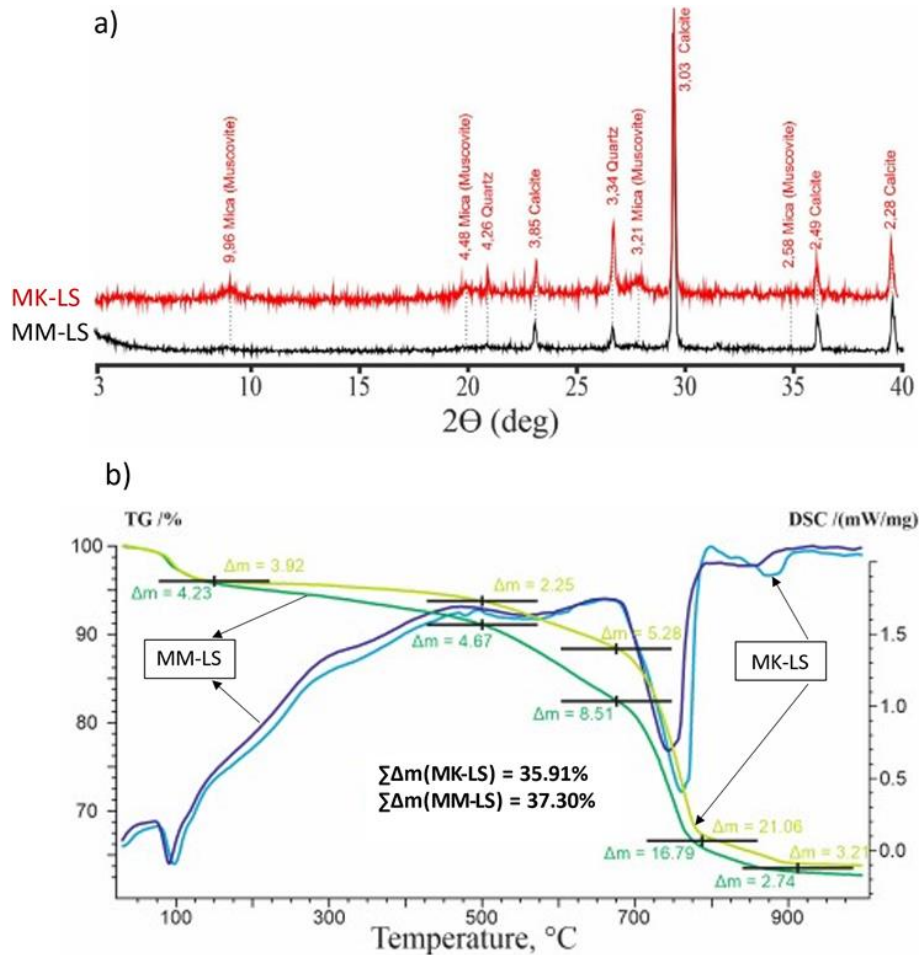 a)
9,96 Mica (Muscovite)
4,48 Mica (Muscovite)
4,26 Quartz
3,85 Calcite
3,34 Quartz
3,21 Mica (Muscovite)
3,03 Calcite
2,58 Mica (Muscovite)
2,49 Calcite
2,28 Calcite
MK-LS
MM-LS
3 10 15 20 25 30 35 40
2Θ (deg)
b)
TG /%
DSC /(mW/mg)
100
90
80
70
Δm = 3.92
Δm = 4.23
Δm = 2.25
Δm = 4.67
Δm = 5.28
Δm = 8.51
MM-LS
MK-LS
∑Δm(MK-LS) = 35.91%
∑Δm(MM-LS) = 37.30%
Δm = 21.06
Δm = 16.79
Δm = 3.21
Δm = 2.74
1.5
1.0
0.5
0.0
100 300 500 700 900
Temperature, °C